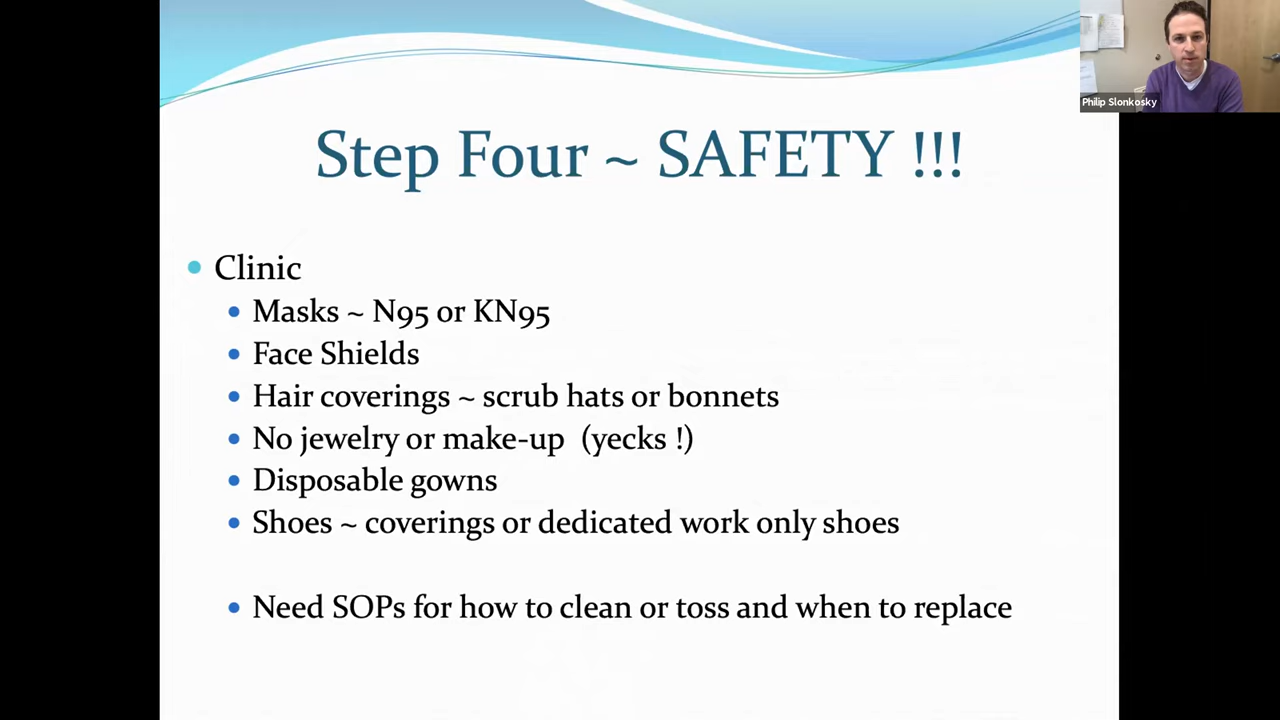 Philip Slonkosky
Step Four ~ SAFETY !!!
Clinic
Masks ~ N95 or KN95
Face Shields
Hair coverings ~ scrub hats or bonnets
No jewelry or make-up (yecks !)
Disposable gowns
Shoes ~ coverings or dedicated work only shoes
Need SOPs for how to clean or toss and when to replace